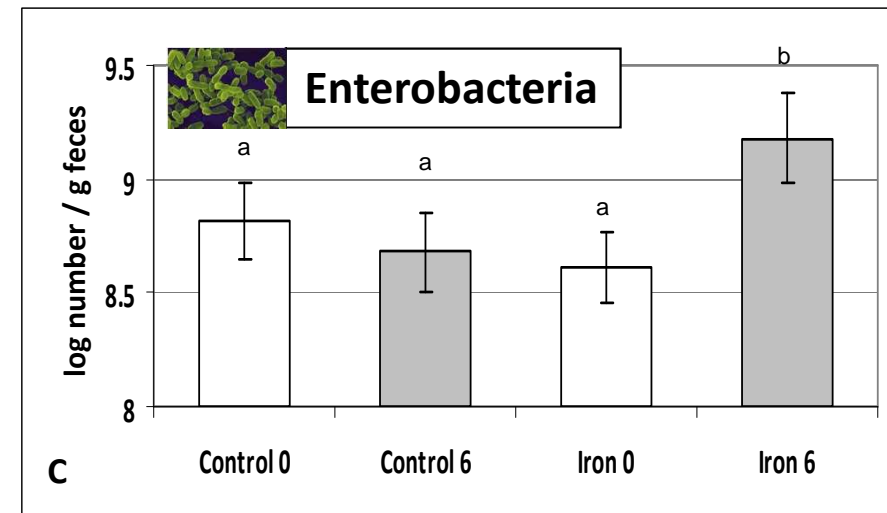 Enterobacteria
log number / g feces
9.5
9
8.5
8
a
a
a
b
Control 0
Control 6
Iron 0
Iron 6
C